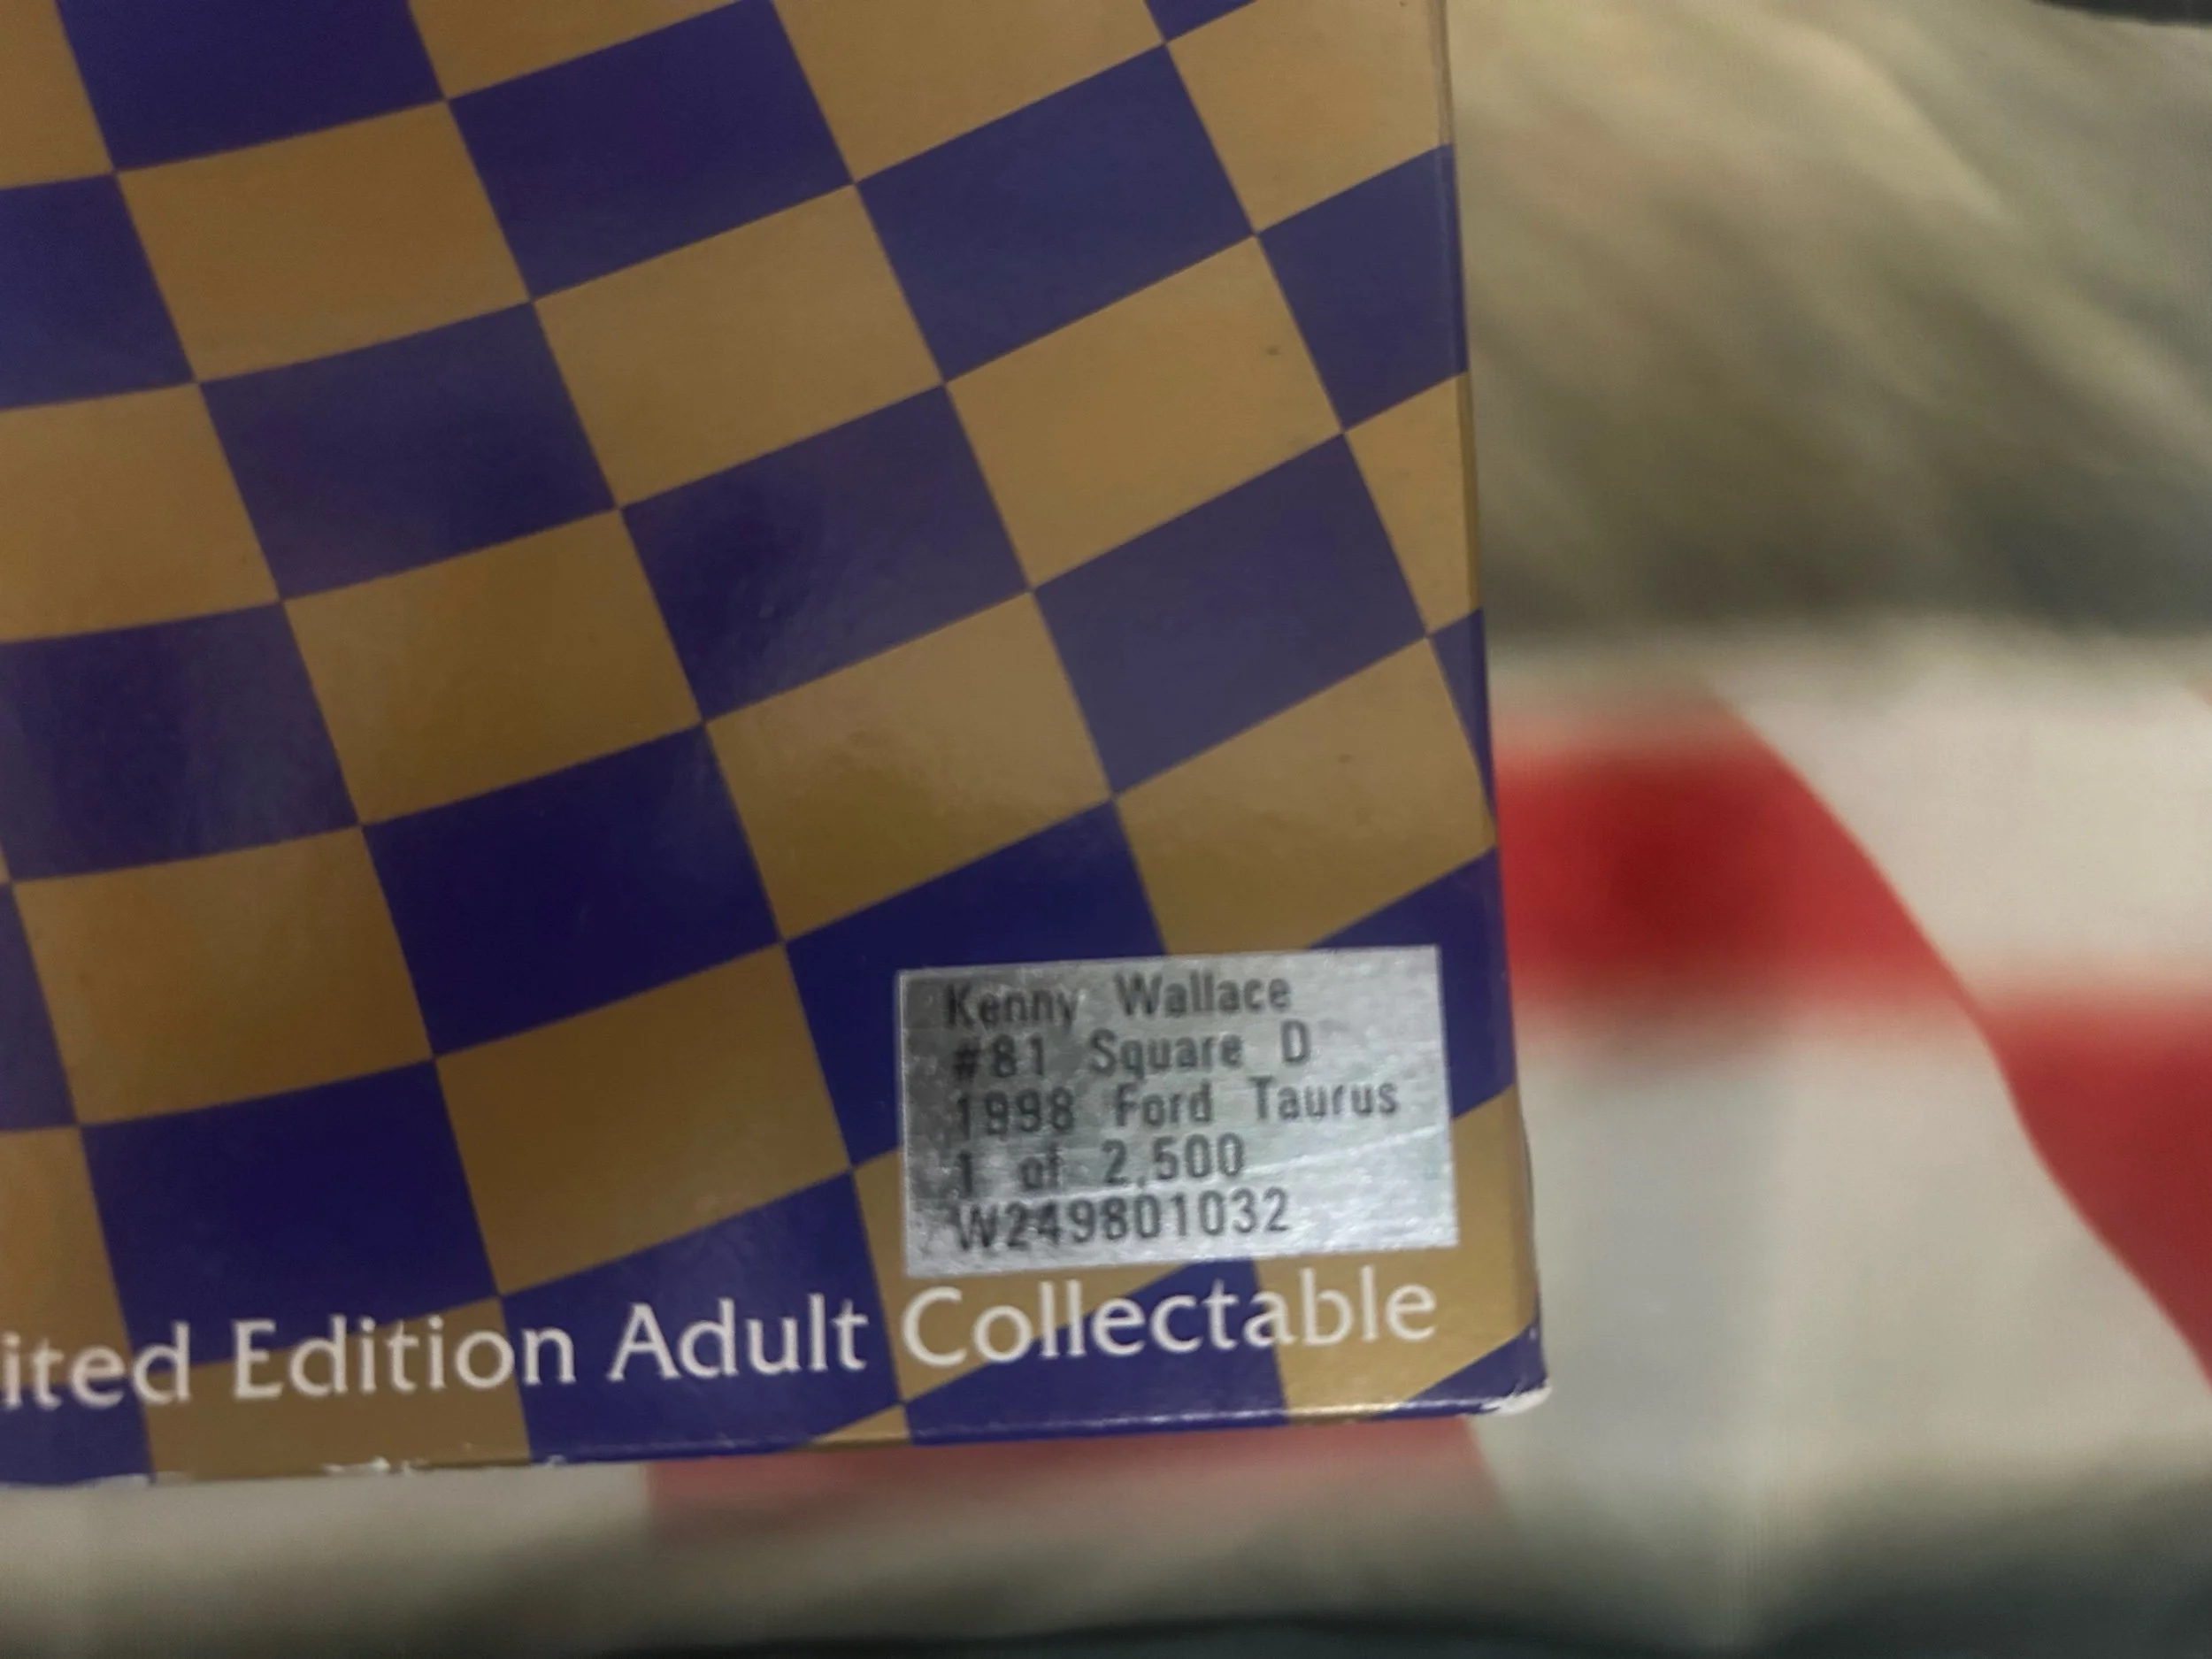 Kenny Wallace
#81 Square D
1998 Ford Taurus
1 of 2,500
W249801032
ited Edition Adult Collectable